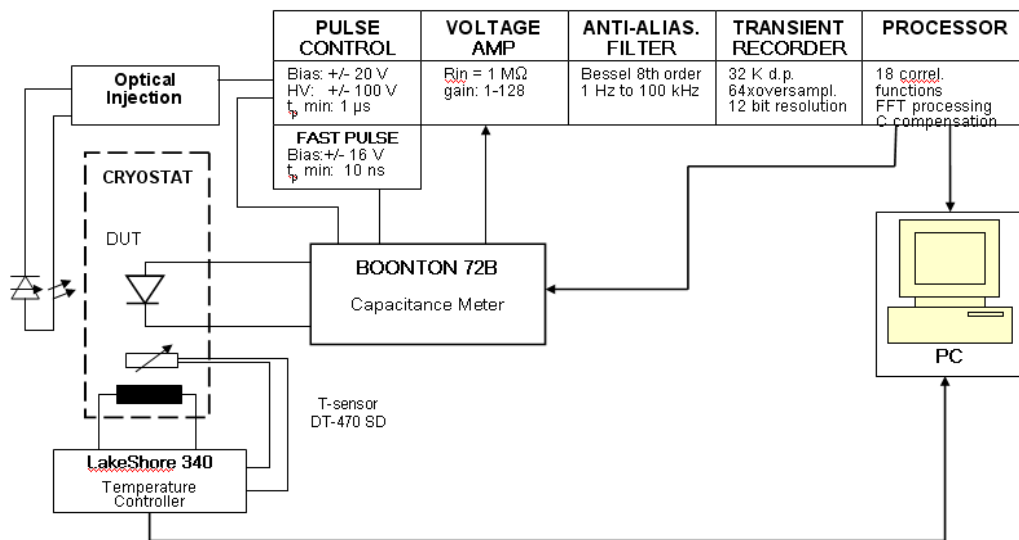 PULSE
CONTROL
VOLTAGE
AMP
ANTI-ALIAS.
FILTER
TRANSIENT
RECORDER
PROCESSOR
Bias: +/- 20 V
HV: +/- 100 V
tp min: 1 µs
Rin = 1 MΩ
gain: 1-128
Bessel 8th order
1 Hz to 100 kHz
32 K d.p.
64xoversampl.
12 bit resolution
18 correl.
functions
FFT processing
C compensation
FAST PULSE
Bias:+/- 16 V
tp min: 10 ns
Optical
Injection
CRYOSTAT
DUT
BOONTON 72B
Capacitance Meter
PC
T-sensor
DT-470 SD
LakeShore 340
Temperature
Controller